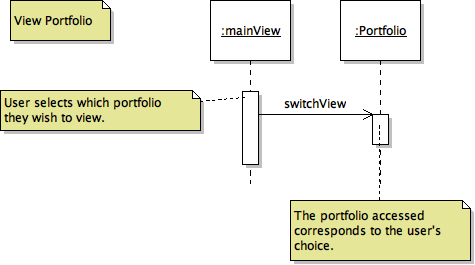 View Portfolio
:mainView
:Portfolio
User selects which portfolio
they wish to view.
switchView
The portfolio accessed
corresponds to the user's
choice.